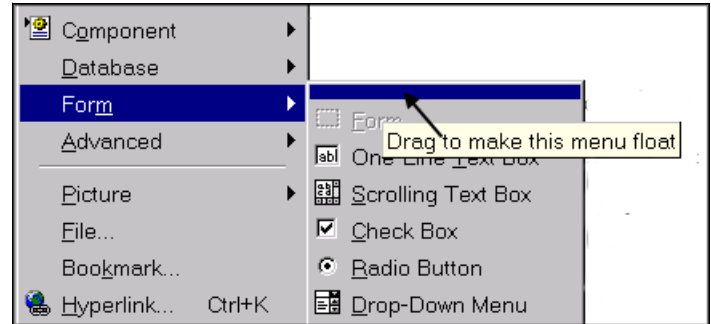 Component
Database
Form
Advanced
Picture
File...
Bookmark...
Hyperlink... Ctrl+K
Form
Drag to make this menu float
One-Line Text Box
Scrolling Text Box
Check Box
Radio Button
Drop-Down Menu